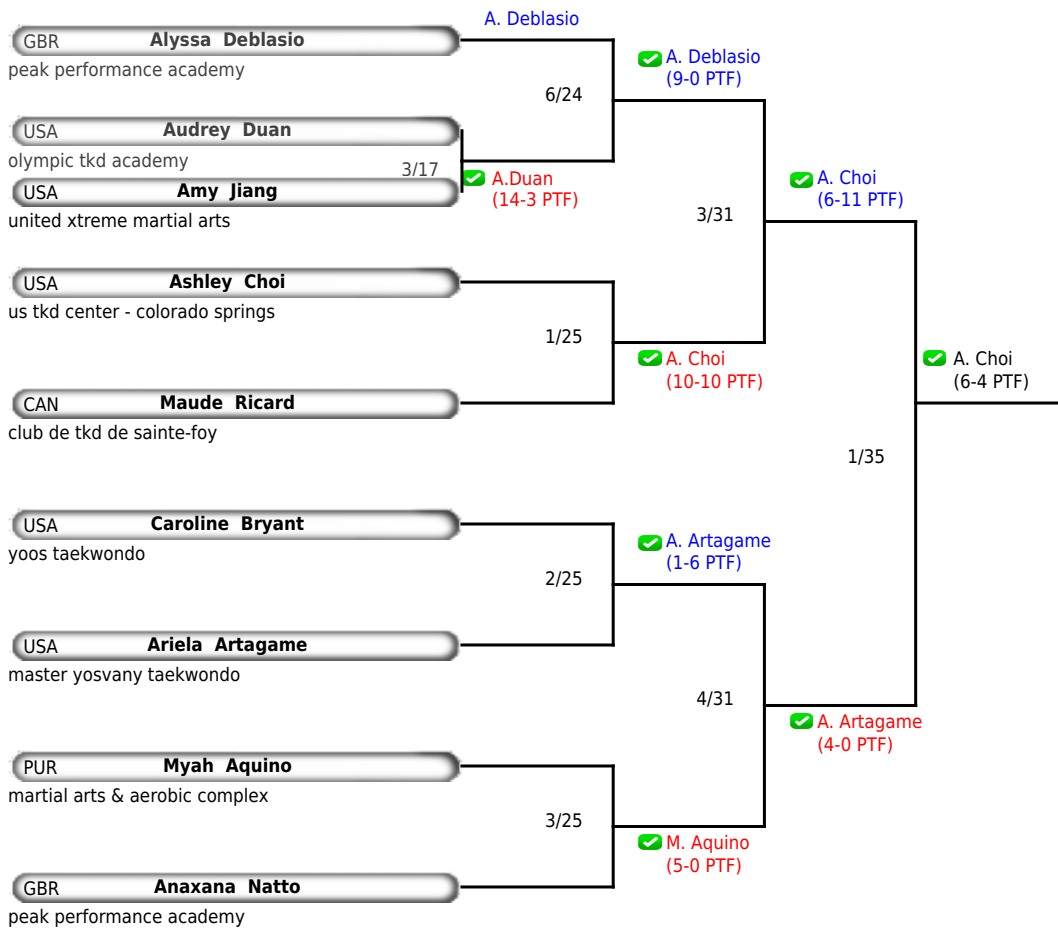 A. Deblasio
GBR Alyssa Deblasio
peak performance academy
A. Deblasio
(9-0 PTF)
6/24
USA Audrey Duan
olympic tkd academy
3/17
A.Duan
(14-3 PTF)
USA Amy Jiang
united xtreme martial arts
A. Choi
(6-11 PTF)
3/31
USA Ashley Choi
us tkd center - colorado springs
1/25
A. Choi
(10-10 PTF)
A. Choi
(6-4 PTF)
CAN Maude Ricard
club de tkd de sainte-foy
1/35
USA Caroline Bryant
yoos taekwondo
A. Artagame
(1-6 PTF)
2/25
USA Ariela Artagame
master yosvany taekwondo
4/31
A. Artagame
(4-0 PTF)
PUR Myah Aquino
martial arts & aerobic complex
3/25
M. Aquino
(5-0 PTF)
GBR Anaxana Natto
peak performance academy